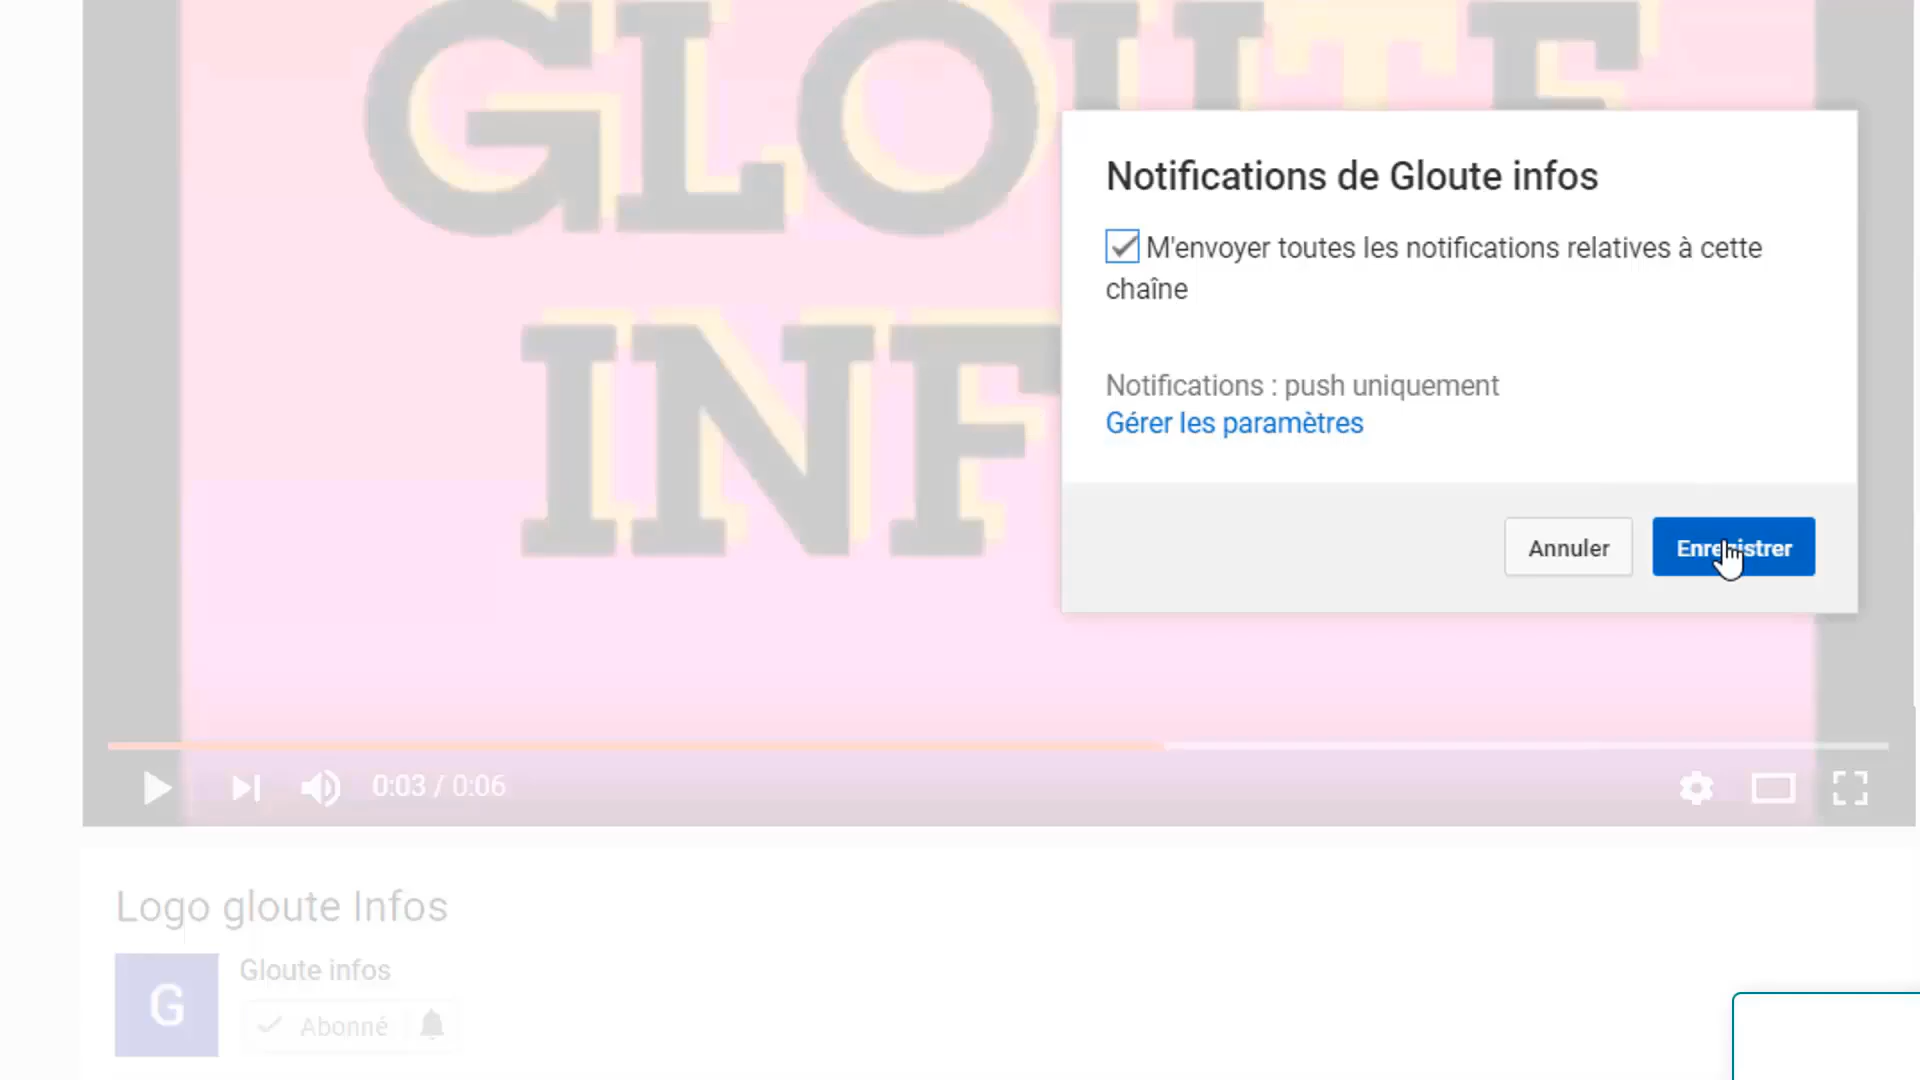 GLOUTE
INF
Notifications de Gloute infos
M'envoyer toutes les notifications relatives à cette
chaîne
Notifications : push uniquement
Gérer les paramètres
Annuler
Enregistrer
0:03 / 0:06
Logo gloute Infos
G
Gloute infos
Abonné